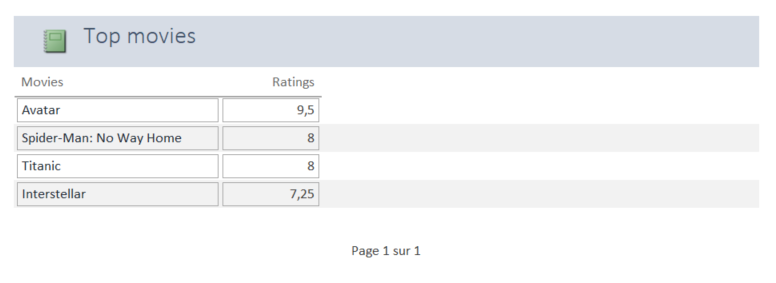 Top movies
Movies Ratings
Avatar 9,5
Spider-Man: No Way Home 8
Titanic 8
Interstellar 7,25
Page 1 sur 1